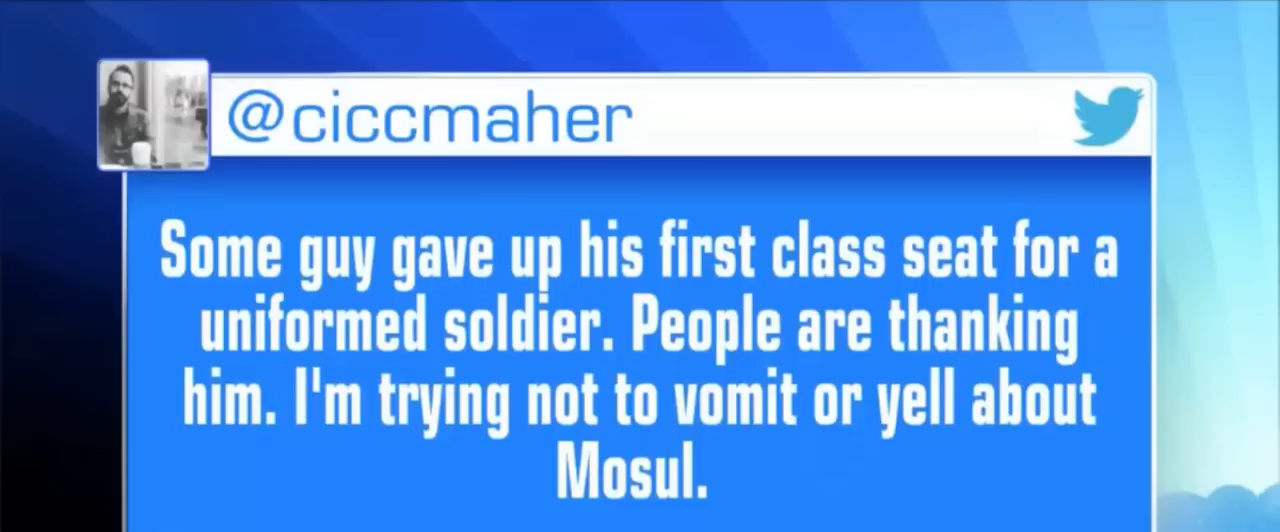 @ciccmaher
Some guy gave up his first class seat for a
uniformed soldier. People are thanking
him. I'm trying not to vomit or yell about
Mosul.